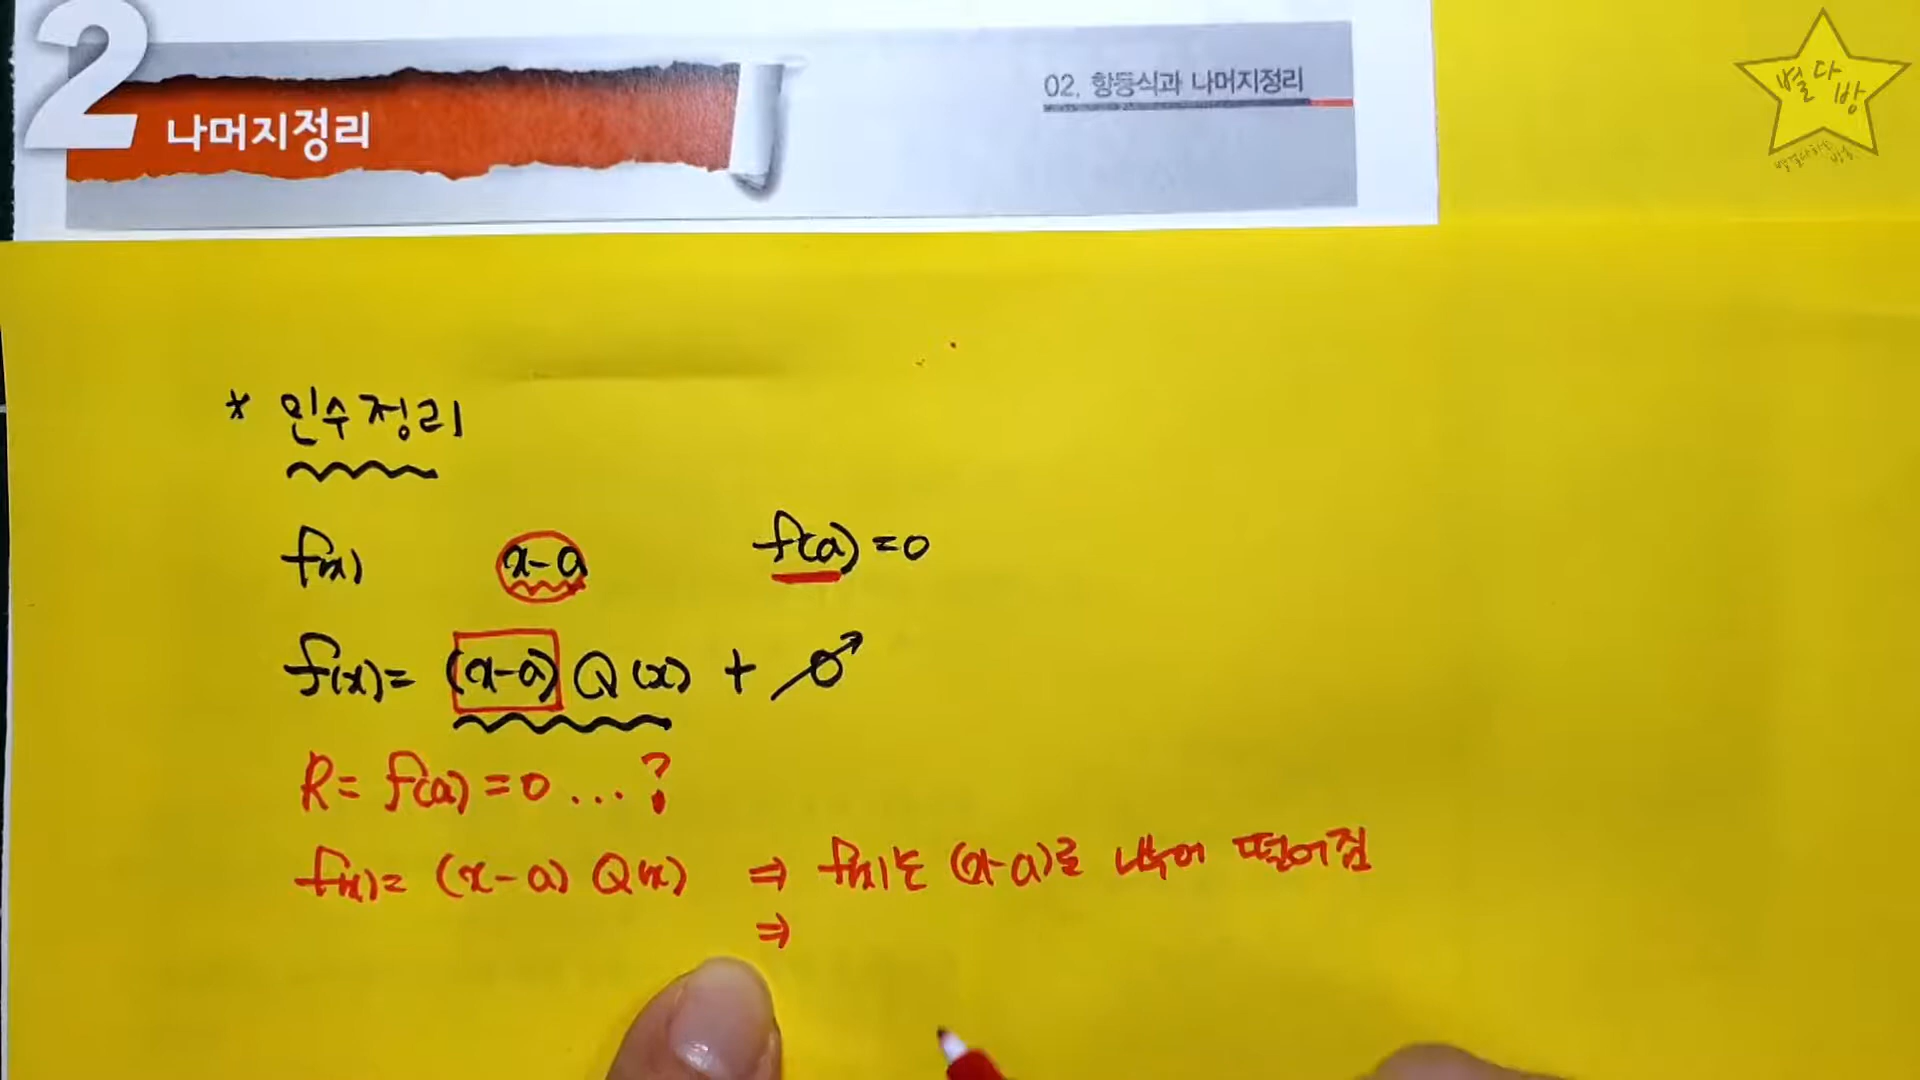 2
나머지정리
02. 항등식과 나머지정리
별다방
* 인수정리
f(x) x-a f(a)=0
f(x)= (x-a) Q(x) + 0
R= f(a)=0 ...?
f(x)= (x-a) Q(x) ⇒ f(x)는 (x-a)로 나누어 떨어짐
⇒